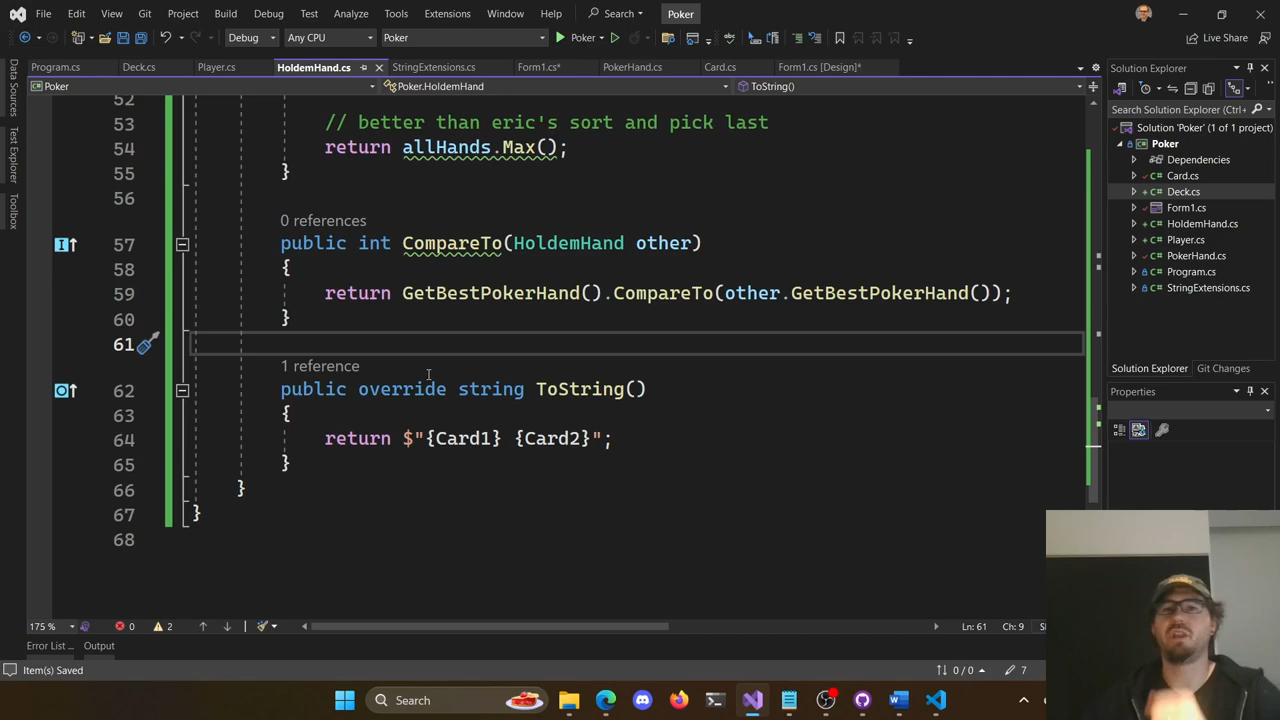 File Edit View Git Project Build Debug Test Analyze Tools Extensions Window Help Search Poker
Debug Any CPU Poker Poker Live Share
Program.cs Deck.cs Player.cs HoldemHand.cs StringExtensions.cs Form1.cs* PokerHand.cs Card.cs Form1.cs [Design]*
Poker Poker.HoldemHand ToString()
Data Sources
Test Explorer
Toolbox
52
53 // better than eric's sort and pick last
54 return allHands.Max();
55 }
56
0 references
57 public int CompareTo(HoldemHand other)
58 {
59 return GetBestPokerHand().CompareTo(other.GetBestPokerHand());
60 }
61
1 reference
62 public override string ToString()
63 {
64 return $"{Card1} {Card2}";
65 }
66 }
67 }
68
175 % 0 2 Ln: 61 Ch: 9
Error List ... Output
Item(s) Saved 0 / 0 7
Solution Explorer
Search Solution Explorer (Ctrl+
Solution 'Poker' (1 of 1 project)
Poker
Dependencies
Card.cs
Deck.cs
Form1.cs
HoldemHand.cs
Player.cs
PokerHand.cs
Program.cs
StringExtensions.cs
Solution Explorer Git Changes
Properties
Search